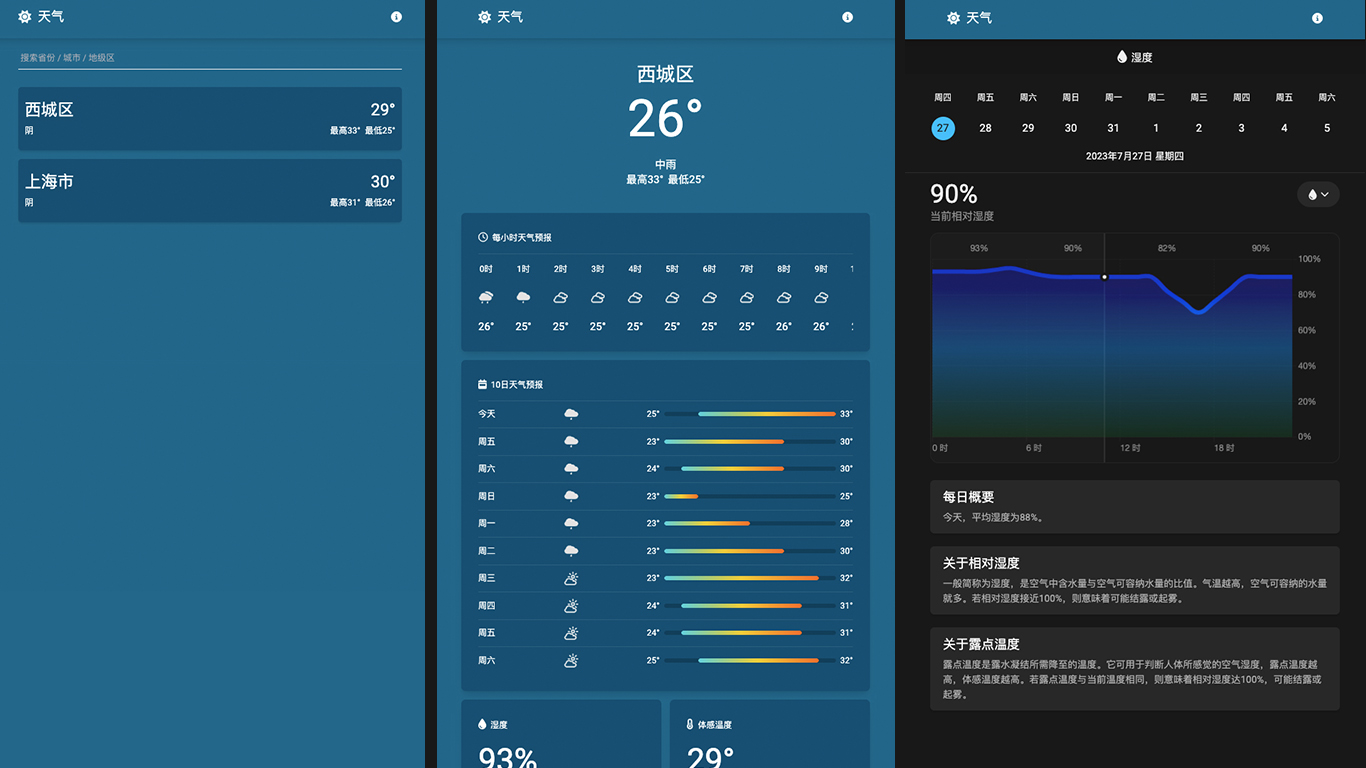 天气
搜索省份 / 城市 / 地级区
西城区 29°
阴 最高33° 最低25°
上海市 30°
阴 最高31° 最低26°
天气
西城区
26°
中雨
最高33° 最低25°
每小时天气预报
0时 1时 2时 3时 4时 5时 6时 7时 8时 9时
26° 25° 25° 25° 25° 25° 25° 25° 26° 26°
10日天气预报
今天 25° 33°
周五 23° 30°
周六 24° 30°
周日 23° 25°
周一 23° 28°
周二 23° 30°
周三 23° 32°
周四 24° 31°
周五 24° 31°
周六 25° 32°
湿度 体感温度
93% 29°
天气
湿度
周四 周五 周六 周日 周一 周二 周三 周四 周五 周六
27 28 29 30 31 1 2 3 4 5
2023年7月27日 星期四
90%
当前相对湿度
93% 90% 82% 90%
100%
80%
60%
40%
20%
0%
0 时 6 时 12 时 18 时
每日概要
今天，平均湿度为88%。
关于相对湿度
一般简称为湿度，是空气中含水量与空气可容纳水量的比值。气温越高，空气可容纳的水量
就多。若相对湿度接近100%，则意味着可能结露或起雾。
关于露点温度
露点温度是露水凝结所需降至的温度。它可用于判断人体所感觉的空气湿度，露点温度越
高，体感温度越高。若露点温度与当前温度相同，则意味着相对湿度达100%，可能结露或
起雾。